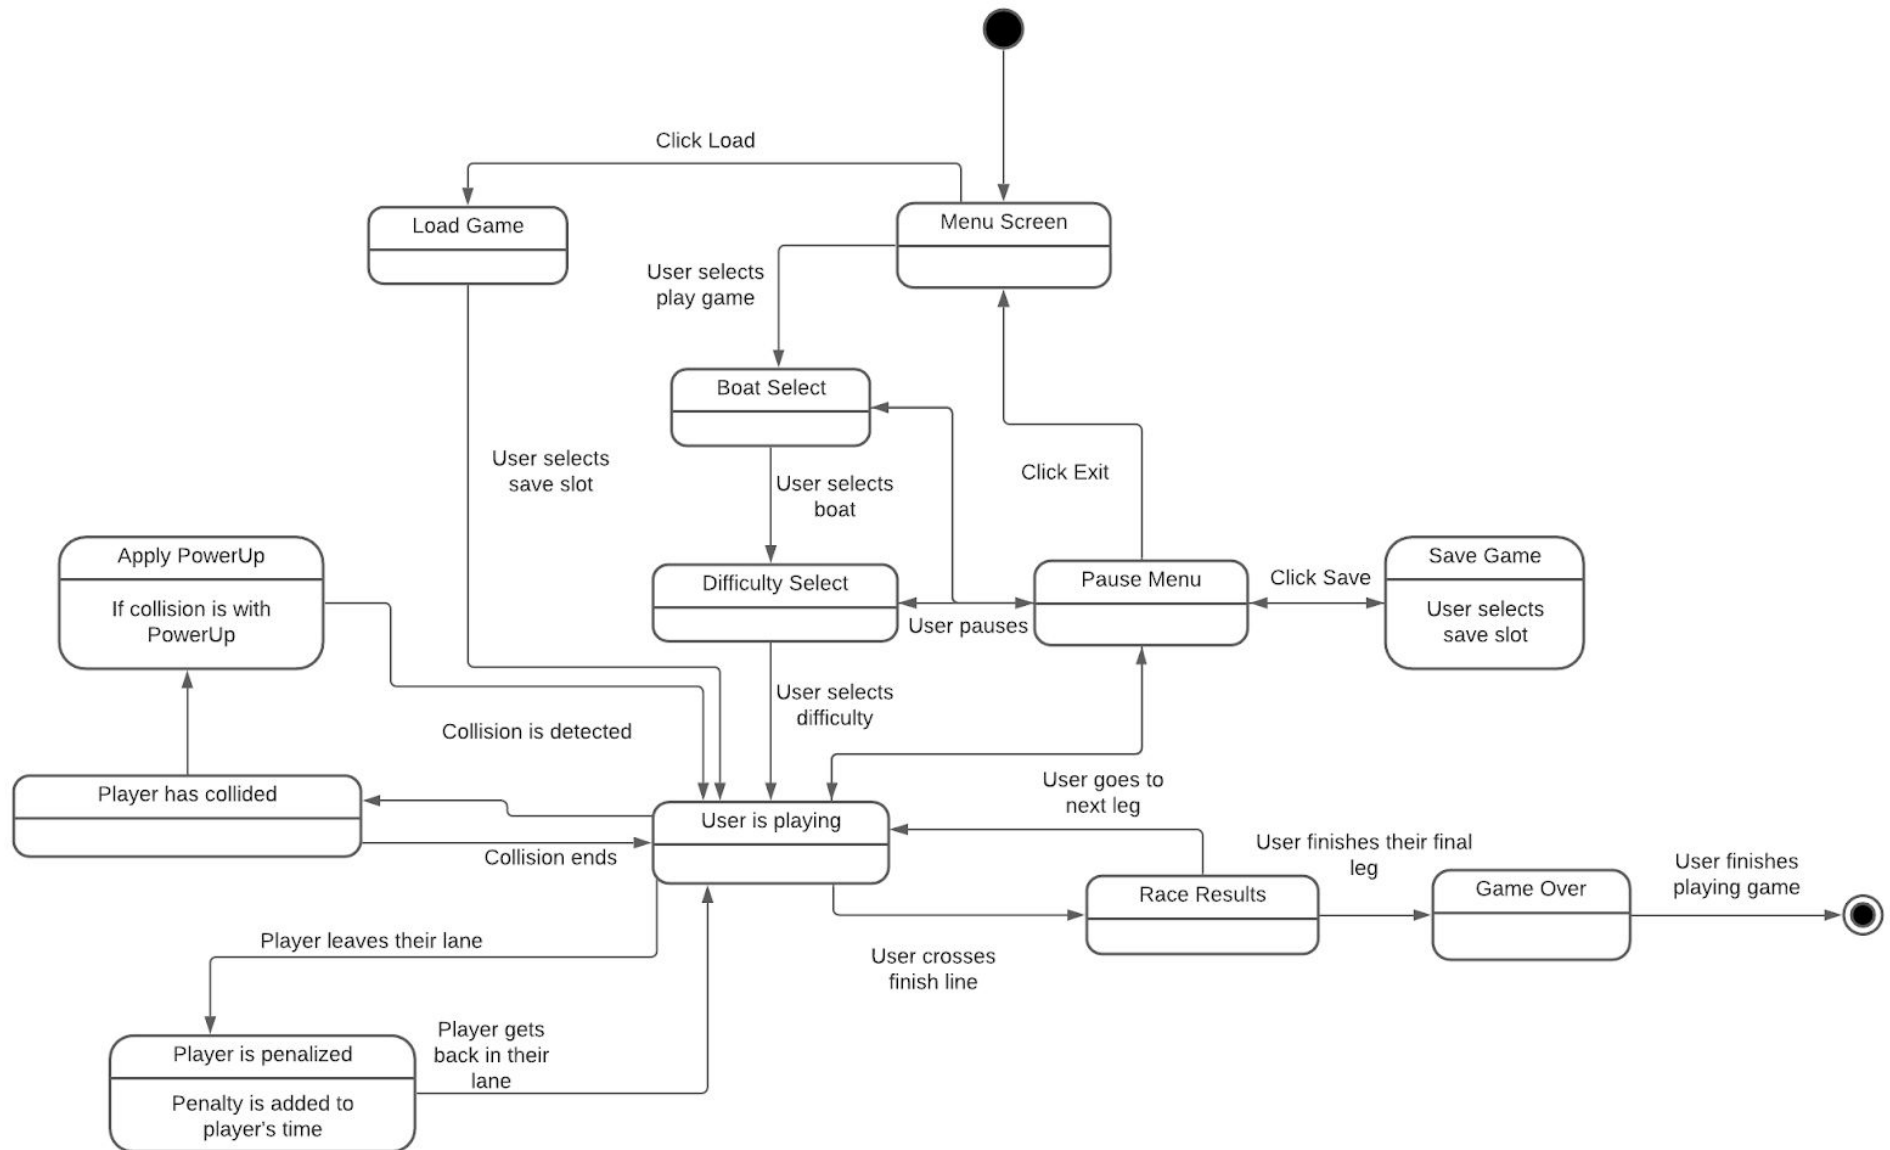 Click Load
Menu Screen
Load Game
User selects
play game
Boat Select
User selects
save slot
Click Exit
User selects
boat
Apply PowerUp
If collision is with
PowerUp
Difficulty Select
User pauses
Pause Menu
Click Save
Save Game
User selects
save slot
User selects
difficulty
Collision is detected
Player has collided
User is playing
User goes to
next leg
Collision ends
User finishes their final
leg
Race Results
Game Over
User finishes
playing game
Player leaves their lane
User crosses
finish line
Player gets
back in their
lane
Player is penalized
Penalty is added to
player's time